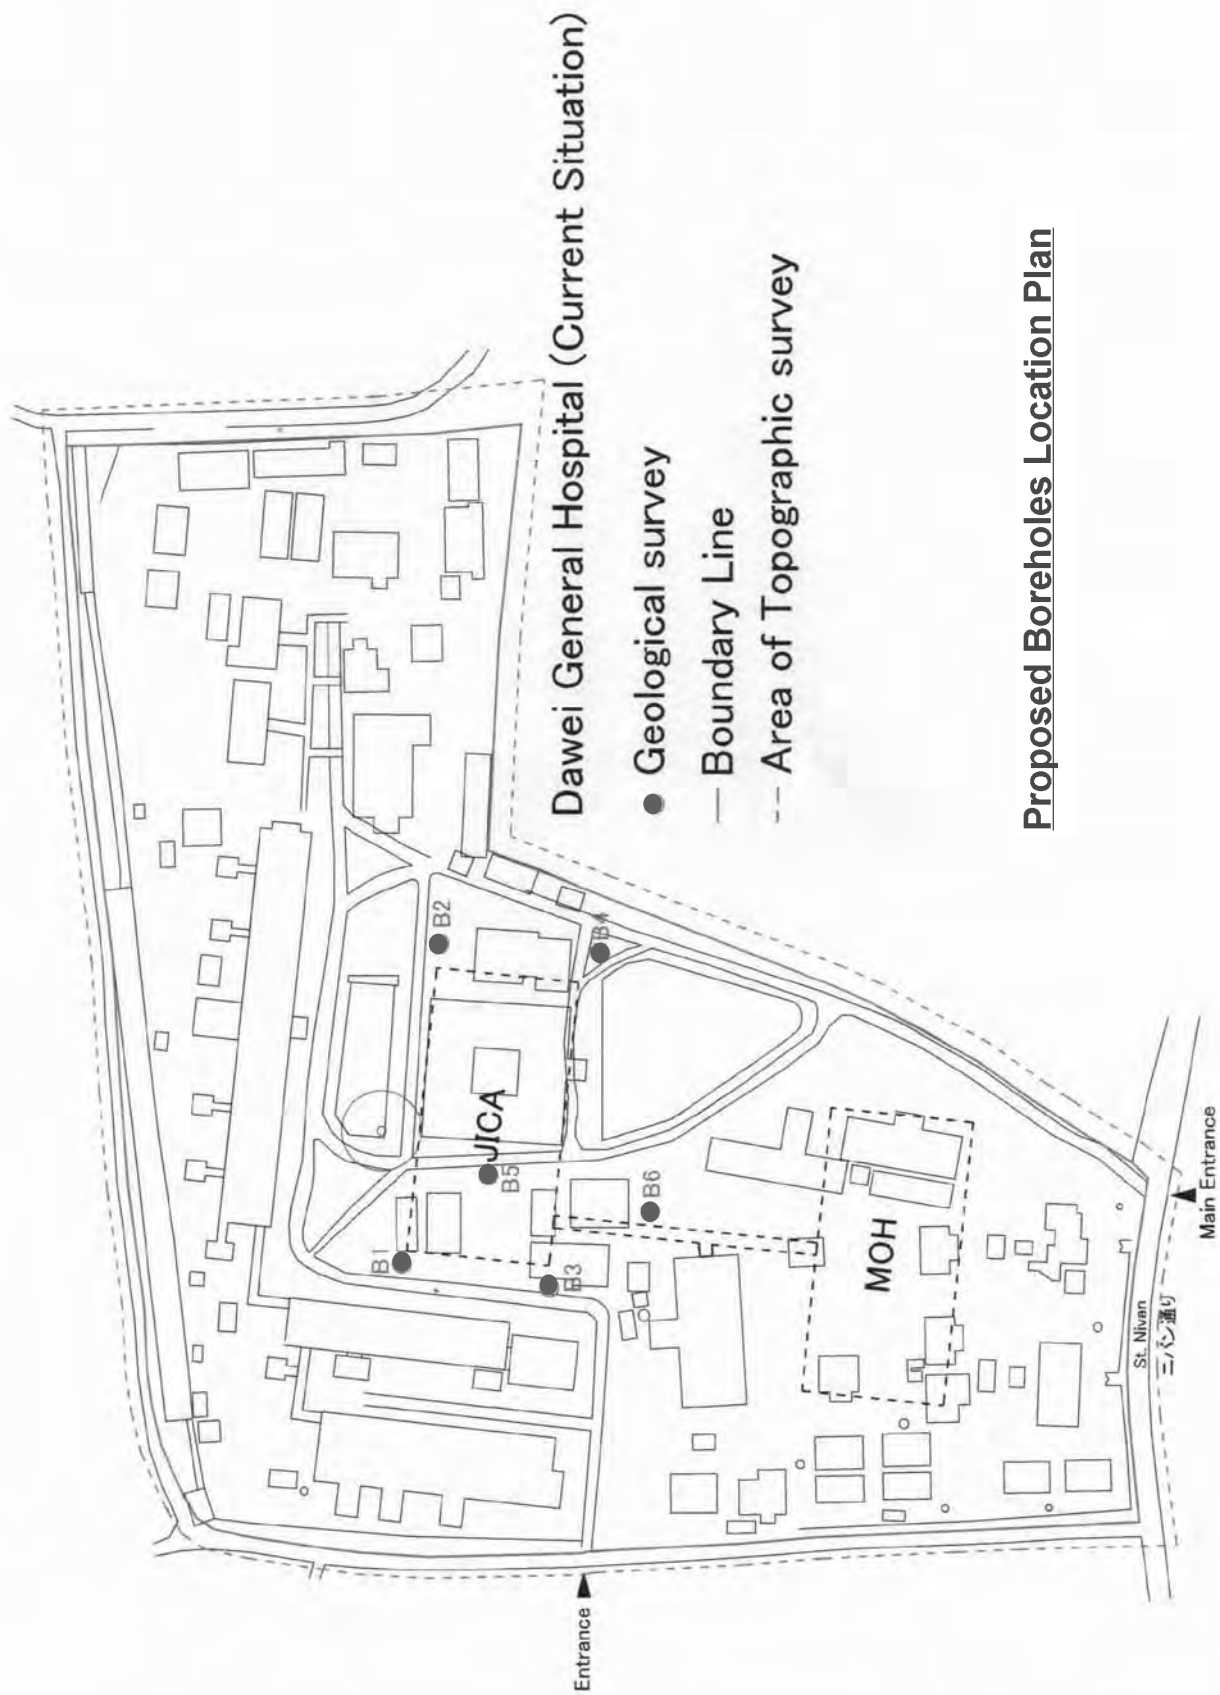 Dawei General Hospital (Current Situation)
Geological survey
Boundary Line
Area of Topographic survey
Proposed Boreholes Location Plan
B2
B4
JICA
B5
B1
B3
B6
MOH
St. Nivan
ニバン通り
Main Entrance
Entrance